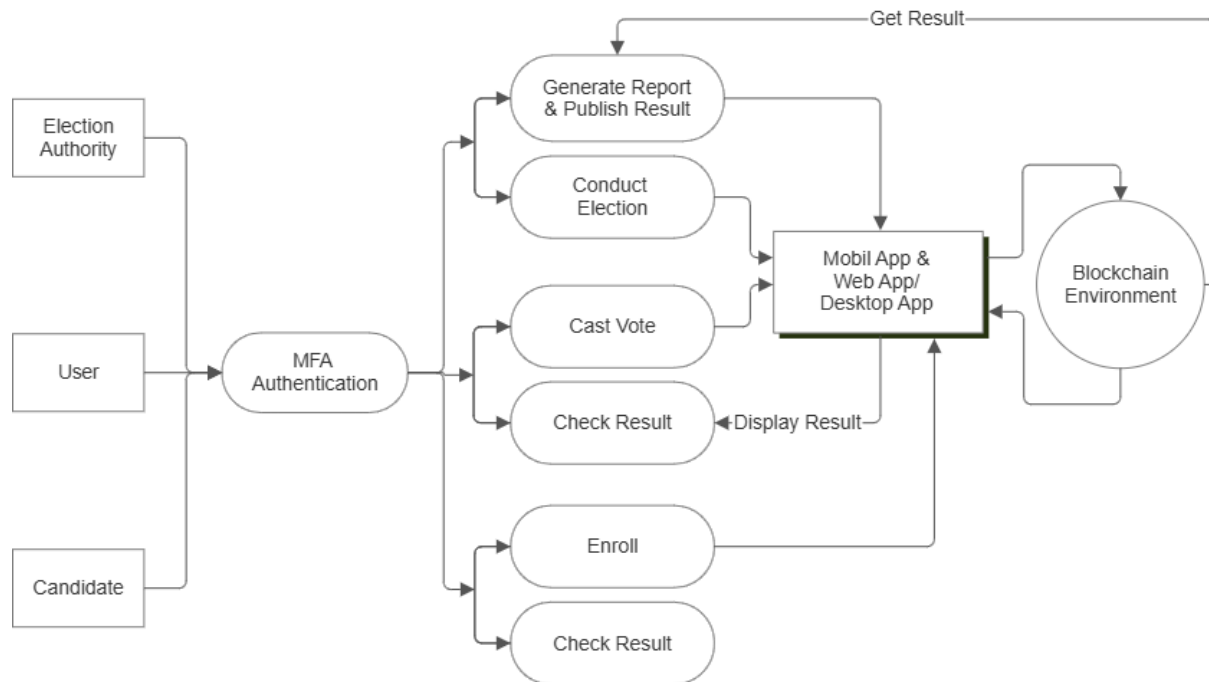 Get Result
Generate Report
& Publish Result
Election
Authority
Conduct
Election
Mobil App &
Web App/
Desktop App
Blockchain
Environment
Cast Vote
User
MFA
Authentication
Check Result
Display Result
Enroll
Candidate
Check Result